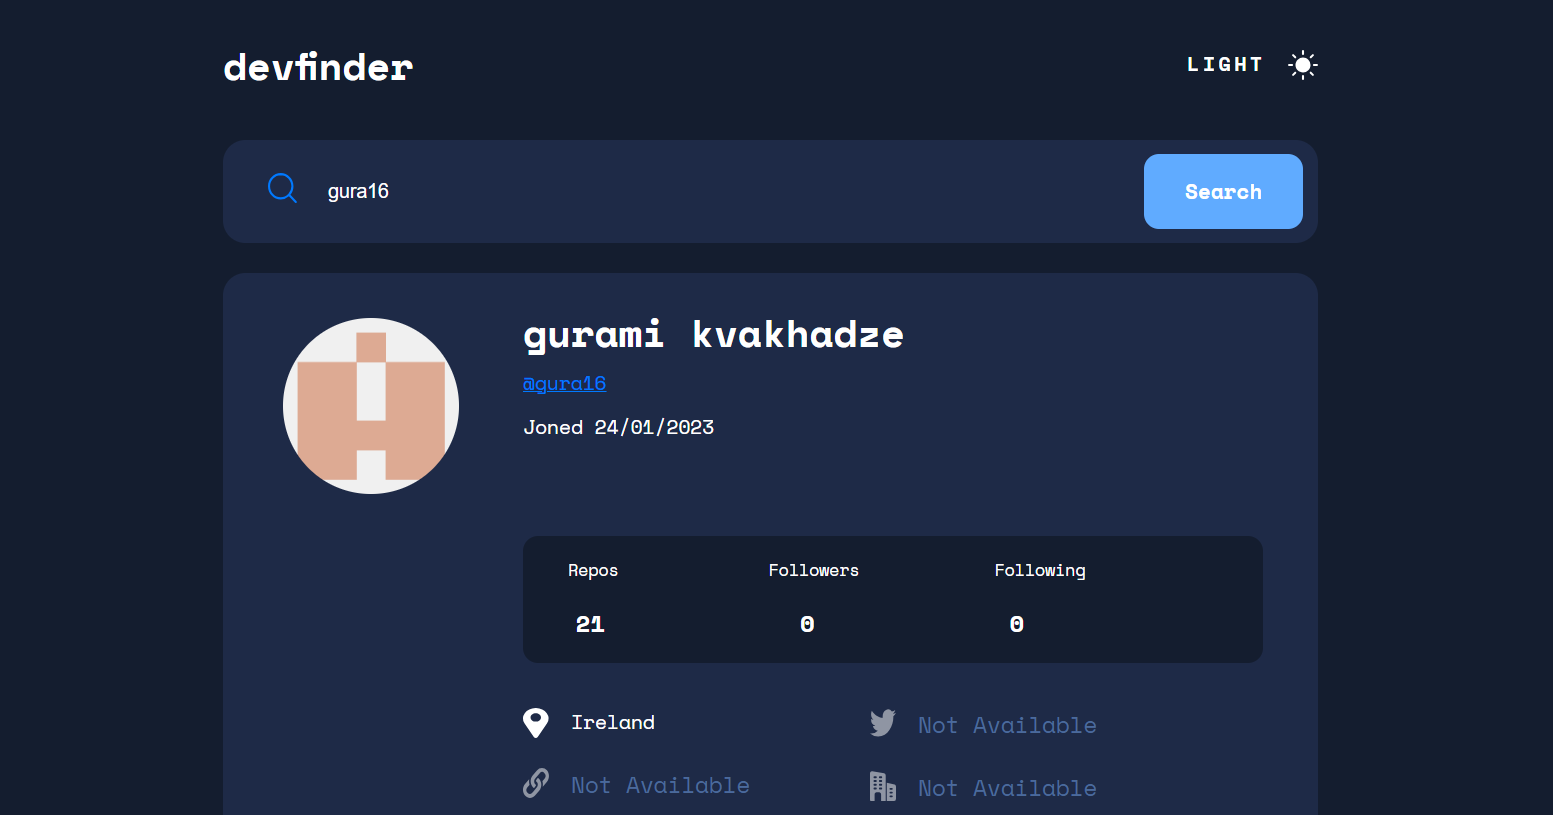 devfinder
LIGHT
gura16
Search
gurami kvakhadze
@gura16
Joned 24/01/2023
Repos Followers Following
21 0 0
Ireland Not Available
Not Available Not Available